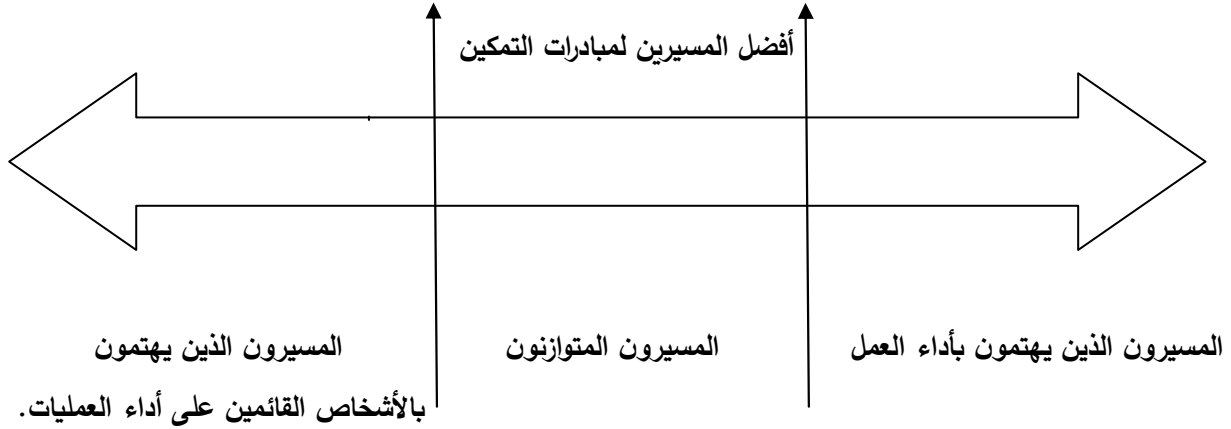 أفضل المسيرين لمبادرات التمكين
المسيرون الذين يهتمون بأداء العمل
المسيرون المتوازنون
المسيرون الذين يهتمون
بالأشخاص القائمين على أداء العمليات.